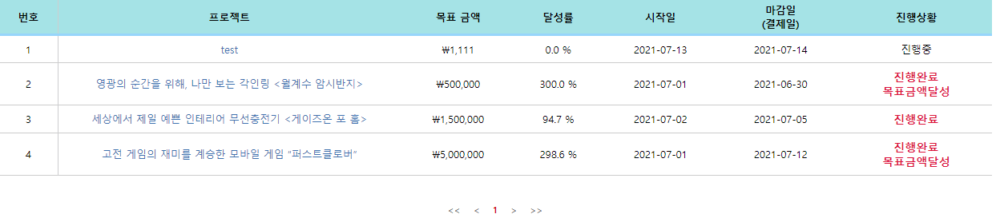 번호 프로젝트 목표 금액 달성률 시작일 마감일 (결제일) 진행상황
1 test ₩1,111 0.0 % 2021-07-13 2021-07-14 진행중
2 영광의 순간을 위해, 나만 보는 각인링 <월계수 암시반지> ₩500,000 300.0 % 2021-07-01 2021-06-30 진행완료 목표금액달성
3 세상에서 제일 예쁜 인테리어 무선충전기 <게이즈온 포 홈> ₩1,500,000 94.7 % 2021-07-02 2021-07-05 진행완료
4 고전 게임의 재미를 계승한 모바일 게임 "퍼스트클로버" ₩5,000,000 298.6 % 2021-07-01 2021-07-12 진행완료 목표금액달성
<< < 1 > >>